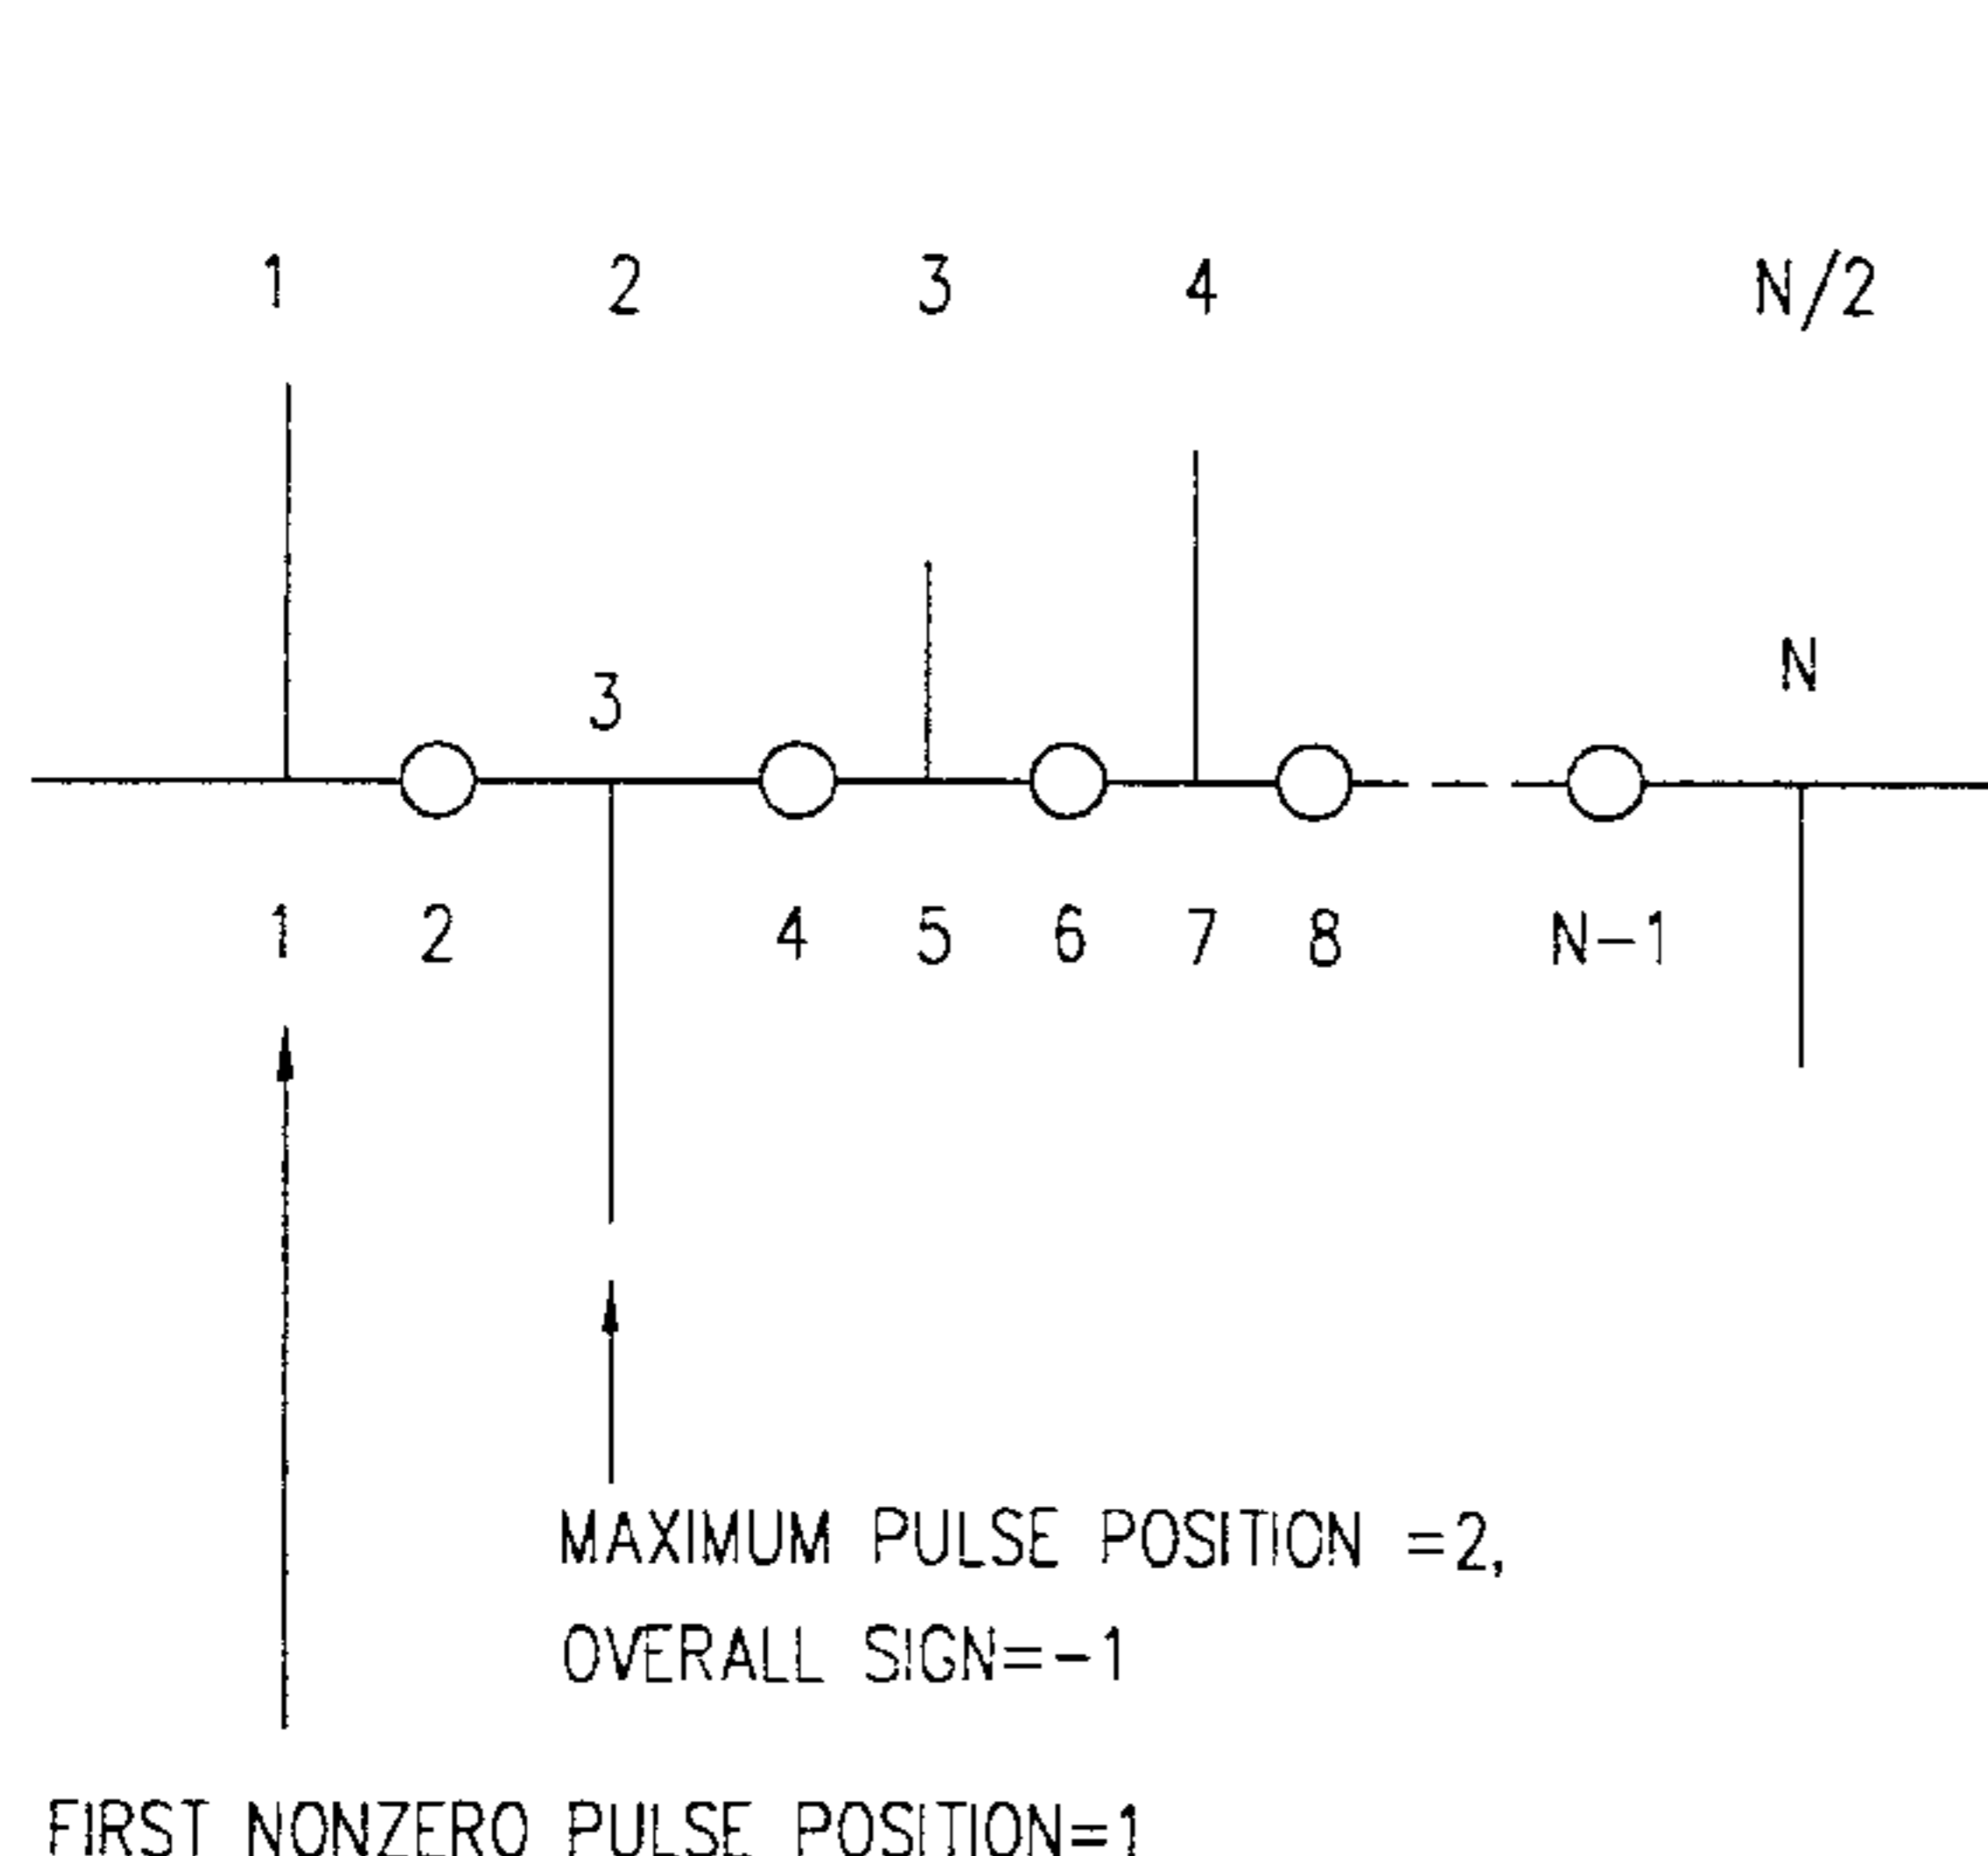 1 2 3 4 N/2
3 N
1 2 4 5 6 7 8 N-1
MAXIMUM PULSE POSITION =2,
OVERALL SIGN=-1
FIRST NONZERO PULSE POSITION=1